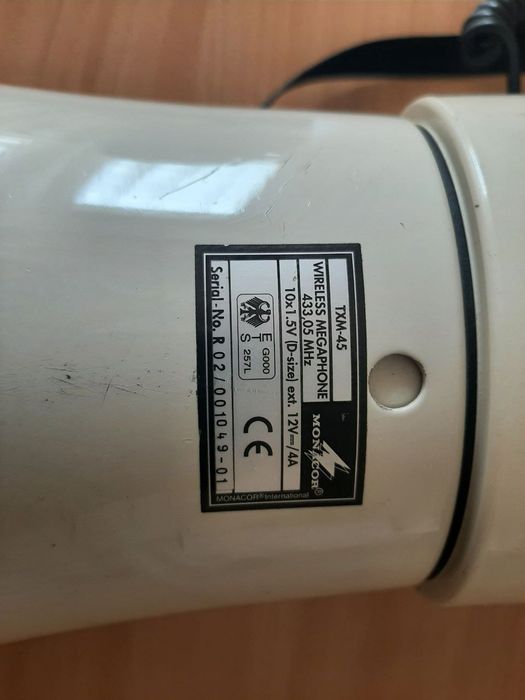 TXM-45
WIRELESS MEGAPHONE
433,05 MHz
MONACOR®
10x1.5V (D-size) ext. 12V⎓/4A
E G000
T
S 257L
CE
Serial-No. R 02/001049-01
MONACOR® International